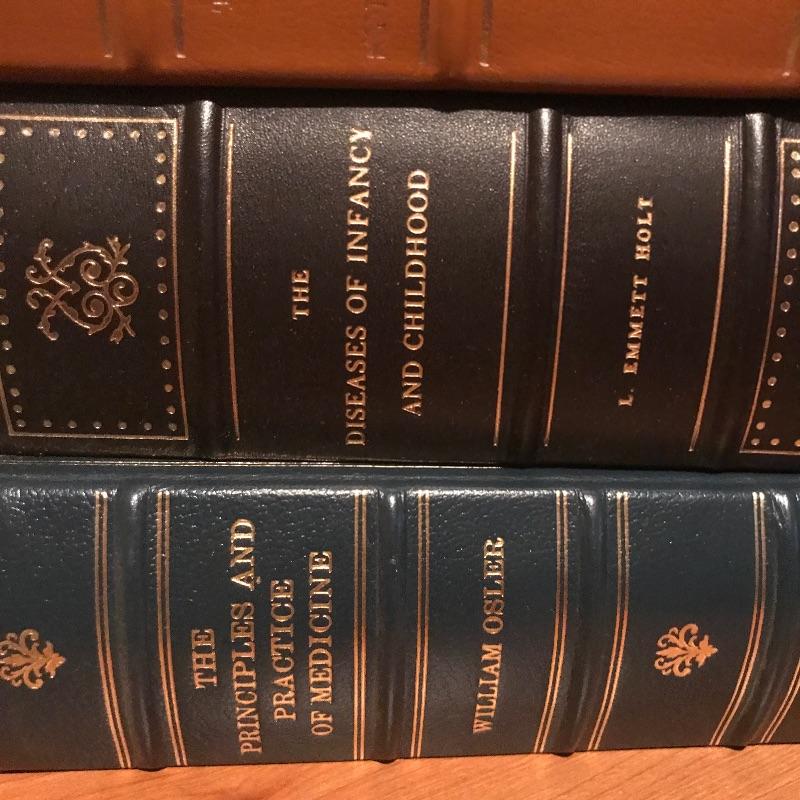 THE
DISEASES OF INFANCY
AND CHILDHOOD
L. EMMETT HOLT
THE
PRINCIPLES AND
PRACTICE
OF MEDICINE
WILLIAM OSLER